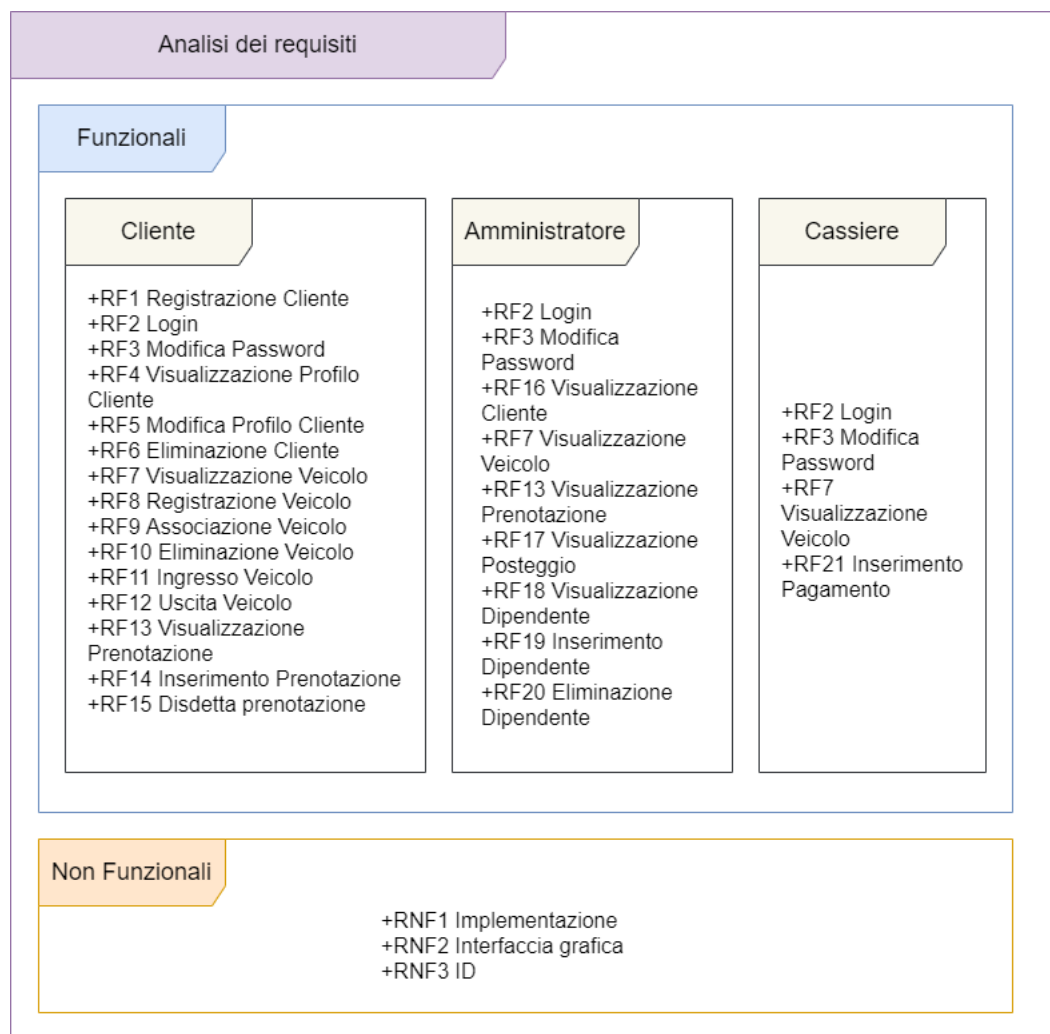 Analisi dei requisiti
Funzionali
Cliente
+RF1 Registrazione Cliente
+RF2 Login
+RF3 Modifica Password
+RF4 Visualizzazione Profilo
Cliente
+RF5 Modifica Profilo Cliente
+RF6 Eliminazione Cliente
+RF7 Visualizzazione Veicolo
+RF8 Registrazione Veicolo
+RF9 Associazione Veicolo
+RF10 Eliminazione Veicolo
+RF11 Ingresso Veicolo
+RF12 Uscita Veicolo
+RF13 Visualizzazione
Prenotazione
+RF14 Inserimento Prenotazione
+RF15 Disdetta prenotazione
Amministratore
+RF2 Login
+RF3 Modifica
Password
+RF16 Visualizzazione
Cliente
+RF7 Visualizzazione
Veicolo
+RF13 Visualizzazione
Prenotazione
+RF17 Visualizzazione
Posteggio
+RF18 Visualizzazione
Dipendente
+RF19 Inserimento
Dipendente
+RF20 Eliminazione
Dipendente
Cassiere
+RF2 Login
+RF3 Modifica
Password
+RF7
Visualizzazione
Veicolo
+RF21 Inserimento
Pagamento
Non Funzionali
+RNF1 Implementazione
+RNF2 Interfaccia grafica
+RNF3 ID